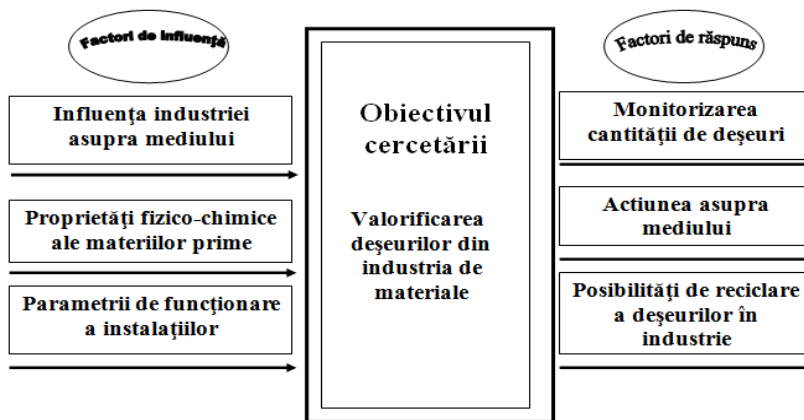 Factori de influență
Influența industriei
asupra mediului
Proprietăți fizico-chimice
ale materiilor prime
Parametrii de funcționare
a instalațiilor
Obiectivul
cercetării
Valorificarea
deșeurilor din
industria de
materiale
Factori de răspuns
Monitorizarea
cantității de deșeuri
Actiunea asupra
mediului
Posibilități de reciclare
a deșeurilor în
industrie